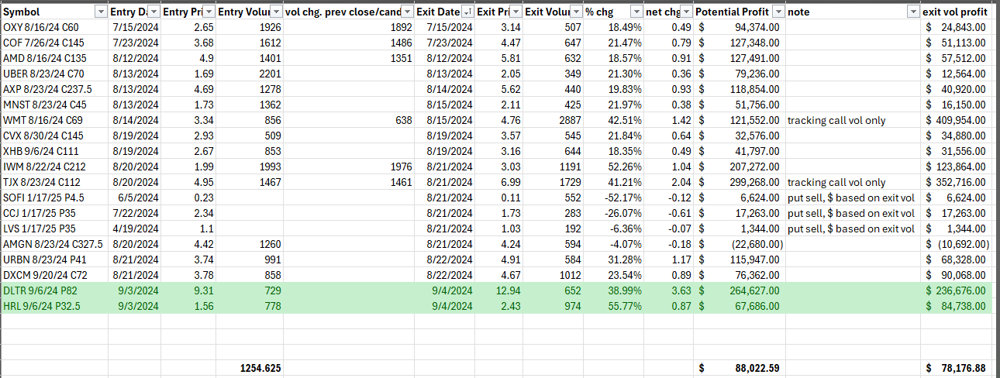 Symbol Entry Da Entry Pri Entry Volur vol chg. prev close/cand Exit Date Exit Pri Exit Volur % chg net chg Potential Profit note exit vol profit
OXY 8/16/24 C60 7/15/2024 2.65 1926 1892 7/15/2024 3.14 507 18.49% 0.49 $ 94,374.00 $ 24,843.00
COF 7/26/24 C145 7/23/2024 3.68 1612 1486 7/23/2024 4.47 647 21.47% 0.79 $ 127,348.00 $ 51,113.00
AMD 8/16/24 C135 8/12/2024 4.9 1401 1351 8/12/2024 5.81 632 18.57% 0.91 $ 127,491.00 $ 57,512.00
UBER 8/23/24 C70 8/13/2024 1.69 2201 8/13/2024 2.05 349 21.30% 0.36 $ 79,236.00 $ 12,564.00
AXP 8/23/24 C237.5 8/13/2024 4.69 1278 8/14/2024 5.62 440 19.83% 0.93 $ 118,854.00 $ 40,920.00
MNST 8/23/24 C45 8/13/2024 1.73 1362 8/15/2024 2.11 425 21.97% 0.38 $ 51,756.00 $ 16,150.00
WMT 8/16/24 C69 8/14/2024 3.34 856 638 8/15/2024 4.76 2887 42.51% 1.42 $ 121,552.00 tracking call vol only $ 409,954.00
CVX 8/30/24 C145 8/19/2024 2.93 509 8/19/2024 3.57 545 21.84% 0.64 $ 32,576.00 $ 34,880.00
XHB 9/6/24 C111 8/19/2024 2.67 853 8/19/2024 3.16 644 18.35% 0.49 $ 41,797.00 $ 31,556.00
IWM 8/22/24 C212 8/20/2024 1.99 1993 1976 8/21/2024 3.03 1191 52.26% 1.04 $ 207,272.00 $ 123,864.00
TJX 8/23/24 C112 8/20/2024 4.95 1467 1461 8/21/2024 6.99 1729 41.21% 2.04 $ 299,268.00 tracking call vol only $ 352,716.00
SOFI 1/17/25 P4.5 6/5/2024 0.23 8/21/2024 0.11 552 -52.17% -0.12 $ 6,624.00 put sell, $ based on exit vol $ 6,624.00
CCJ 1/17/25 P35 7/22/2024 2.34 8/21/2024 1.73 283 -26.07% -0.61 $ 17,263.00 put sell, $ based on exit vol $ 17,263.00
LVS 1/17/25 P35 4/19/2024 1.1 8/21/2024 1.03 192 -6.36% -0.07 $ 1,344.00 put sell, $ based on exit vol $ 1,344.00
AMGN 8/23/24 C327.5 8/20/2024 4.42 1260 8/21/2024 4.24 594 -4.07% -0.18 $ (22,680.00) $ (10,692.00)
URBN 8/23/24 P41 8/21/2024 3.74 991 8/22/2024 4.91 584 31.28% 1.17 $ 115,947.00 $ 68,328.00
DXCM 9/20/24 C72 8/21/2024 3.78 858 8/22/2024 4.67 1012 23.54% 0.89 $ 76,362.00 $ 90,068.00
DLTR 9/6/24 P82 9/3/2024 9.31 729 9/4/2024 12.94 652 38.99% 3.63 $ 264,627.00 $ 236,676.00
HRL 9/6/24 P32.5 9/3/2024 1.56 778 9/4/2024 2.43 974 55.77% 0.87 $ 67,686.00 $ 84,738.00
1254.625 $ 88,022.59 $ 78,176.88